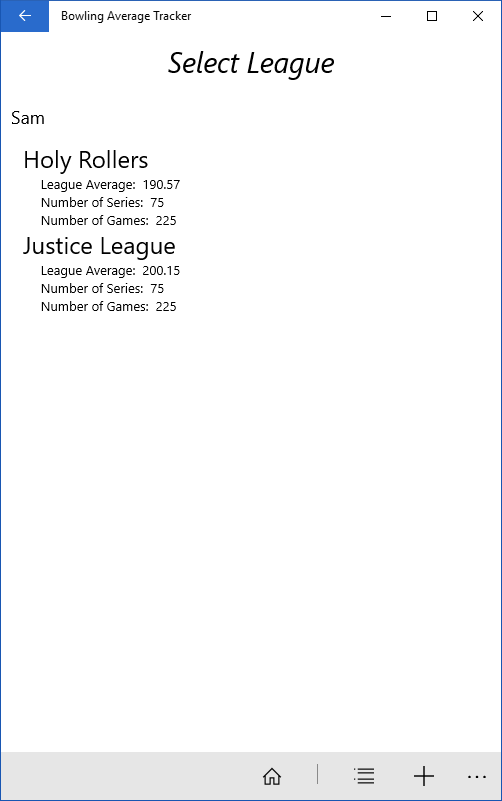 Bowling Average Tracker
Select League
Sam
Holy Rollers
League Average: 190.57
Number of Series: 75
Number of Games: 225
Justice League
League Average: 200.15
Number of Series: 75
Number of Games: 225